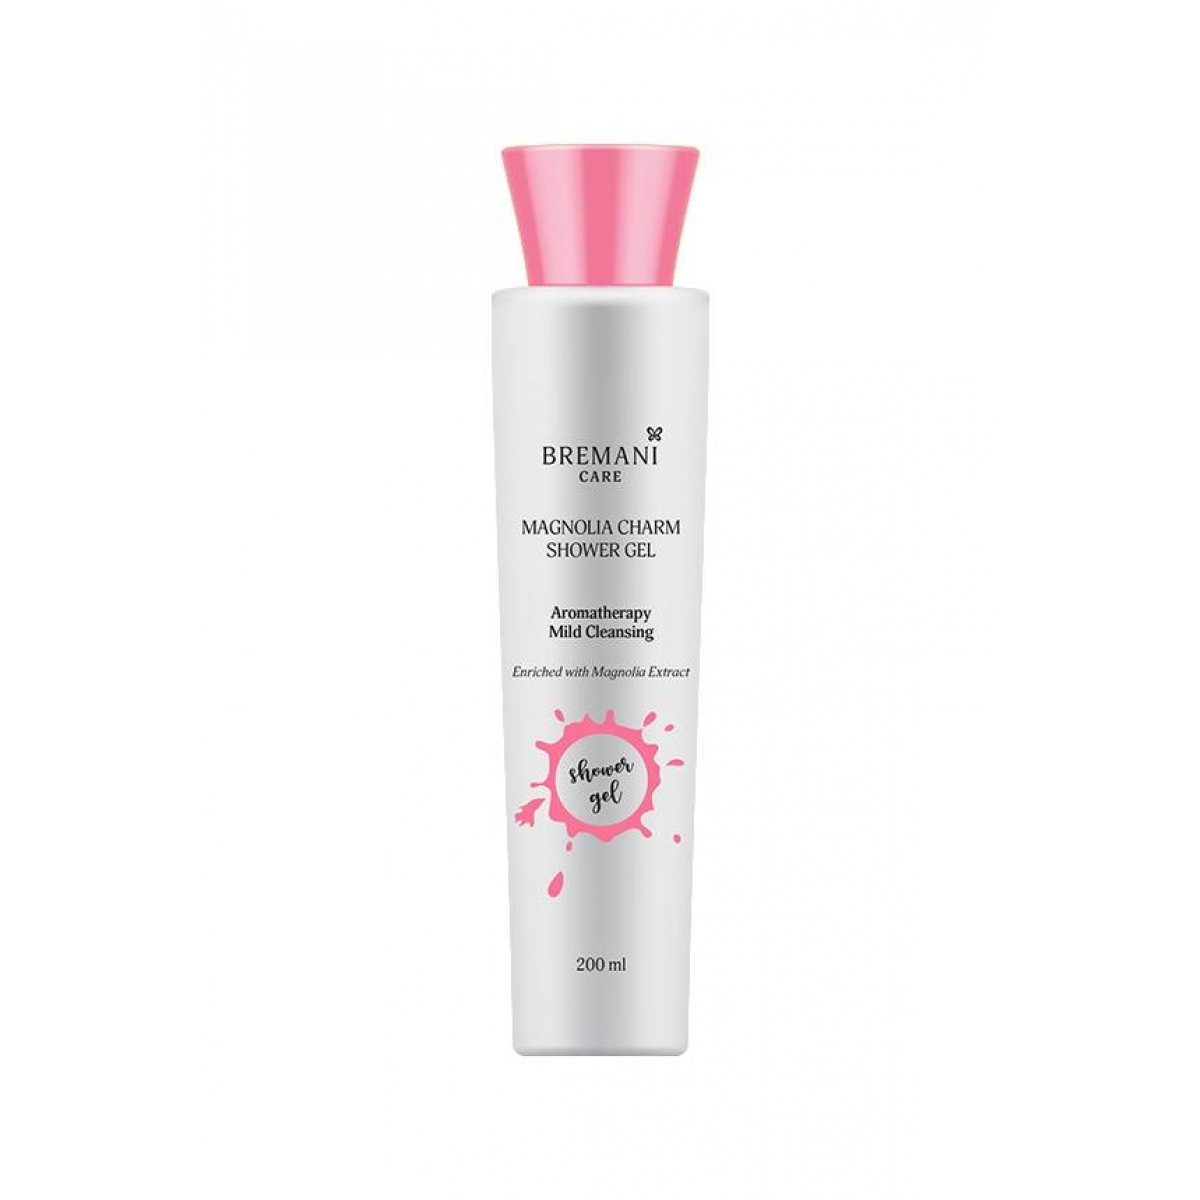 BREMANI
CARE
MAGNOLIA CHARM
SHOWER GEL
Aromatherapy
Mild Cleansing
Enriched with Magnolia Extract
shower
gel
200 ml